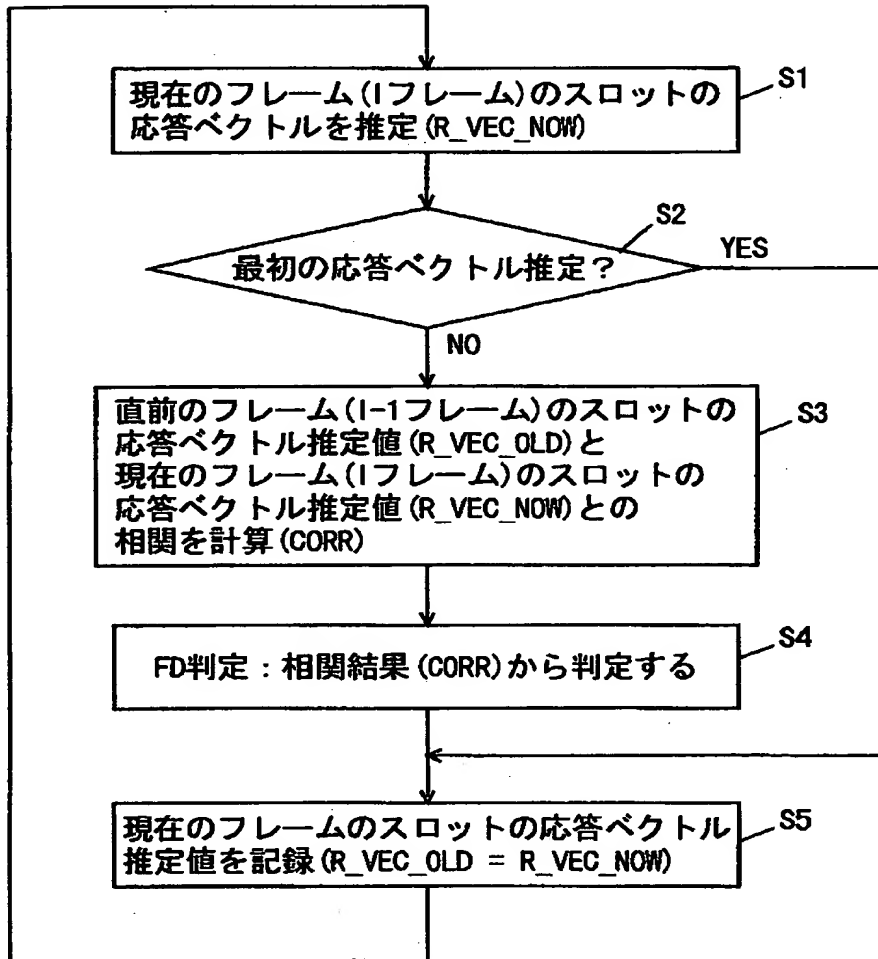 S1
現在のフレーム(Iフレーム)のスロットの
応答ベクトルを推定(R_VEC_NOW)
S2
最初の応答ベクトル推定？
YES
NO
S3
直前のフレーム(I-1フレーム)のスロットの
応答ベクトル推定値(R_VEC_OLD)と
現在のフレーム(Iフレーム)のスロットの
応答ベクトル推定値(R_VEC_NOW)との
相関を計算(CORR)
S4
FD判定：相関結果(CORR)から判定する
S5
現在のフレームのスロットの応答ベクトル
推定値を記録(R_VEC_OLD = R_VEC_NOW)